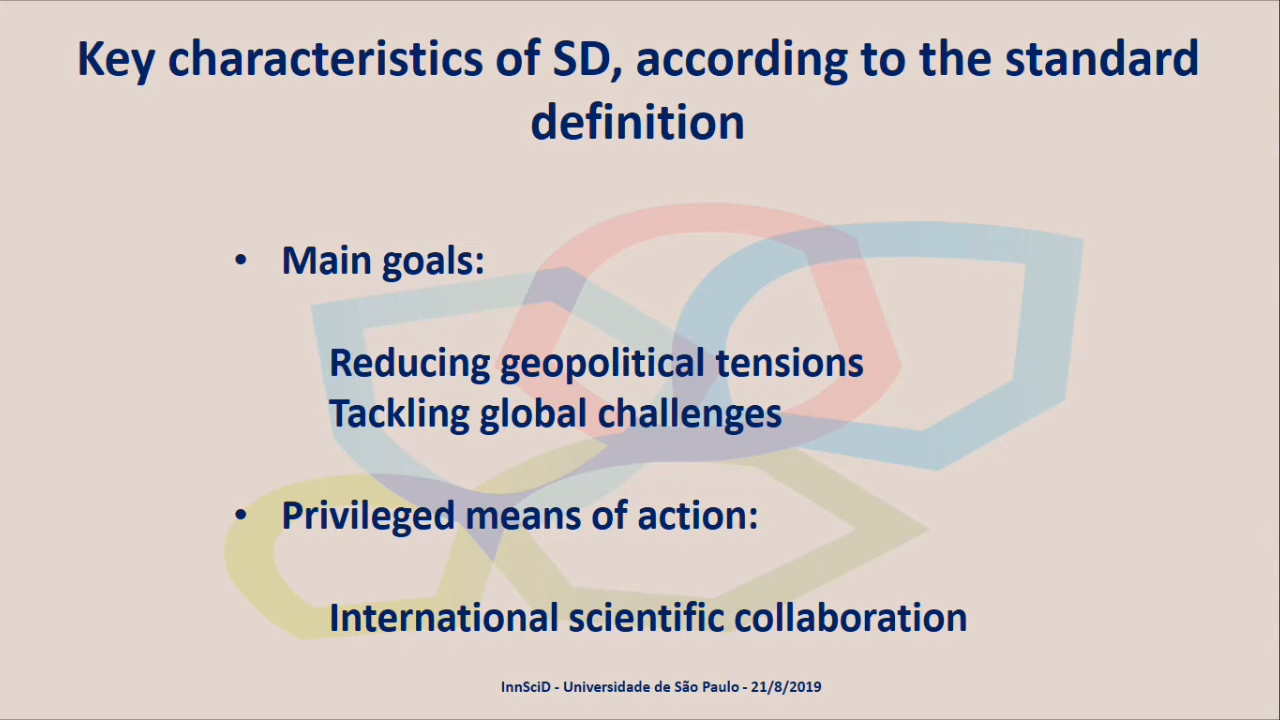 Key characteristics of SD, according to the standard
definition
• Main goals:
Reducing geopolitical tensions
Tackling global challenges
• Privileged means of action:
International scientific collaboration
InnSciD - Universidade de São Paulo - 21/8/2019